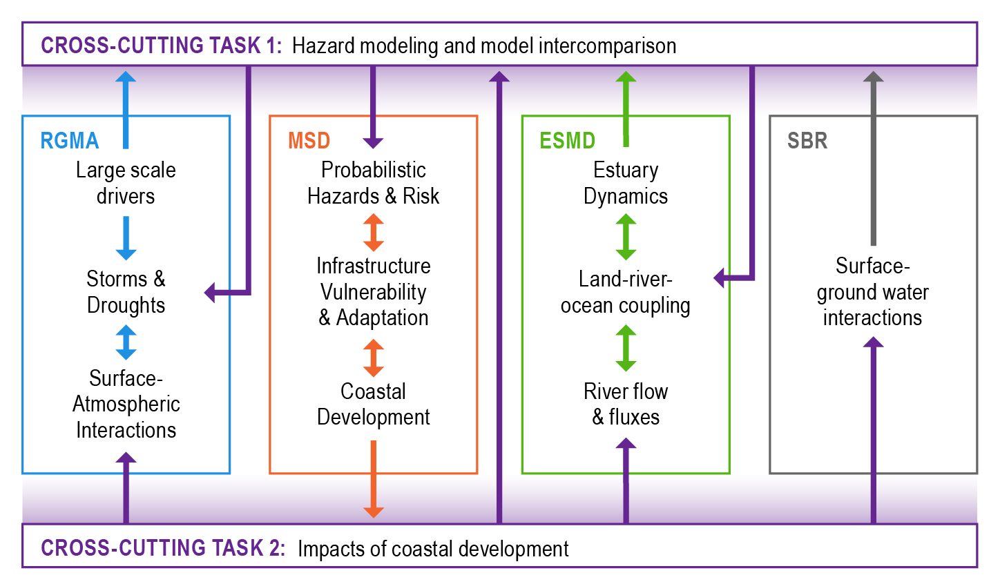 CROSS-CUTTING TASK 1: Hazard modeling and model intercomparison
RGMA
Large scale
drivers
Storms &
Droughts
Surface-
Atmospheric
Interactions
MSD
Probabilistic
Hazards & Risk
Infrastructure
Vulnerability
& Adaptation
Coastal
Development
ESMD
Estuary
Dynamics
Land-river-
ocean coupling
River flow
& fluxes
SBR
Surface-
ground water
interactions
CROSS-CUTTING TASK 2: Impacts of coastal development